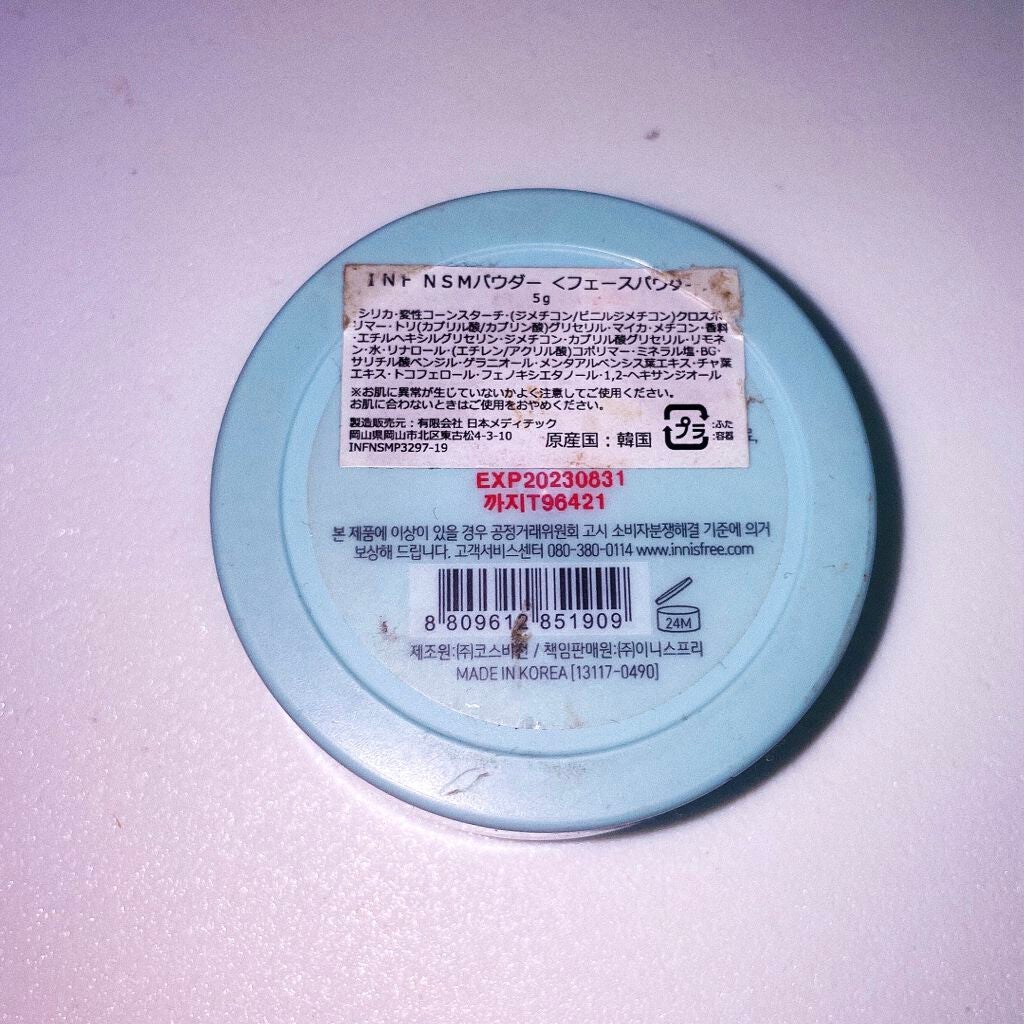 INF NSMパウダー <フェースパウダー
5g
シリカ・変性コーンスターチ・(ジメチコン/ビニルジメチコン)クロスポ
リマー・トリ(カプリル酸/カプリン酸)グリセリル・マイカ・メチコン・香料
・エチルヘキシルグリセリン・ジメチコン・カプリル酸グリセリル・リモネ
ン・水・リナロール・(エチレン/アクリル酸)コポリマー・ミネラル塩・BG・
サリチル酸ベンジル・ゲラニオール・メンタアルベンシス葉エキス・チャ葉
エキス・トコフェロール・フェノキシエタノール・1,2-ヘキサンジオール
※お肌に異常が生じていないかよく注意してご使用ください。
お肌に合わないときはご使用をおやめください。
製造販売元：有限会社 日本メディテック
岡山県岡山市北区東古松4-3-10
INFNSMP3297-19
原産国：韓国
プラ
:ふた
:容器
EXP20230831
까지T96421
본 제품에 이상이 있을 경우 공정거래위원회 고시 소비자분쟁해결 기준에 의거
보상해 드립니다. 고객서비스센터 080-380-0114 www.innisfree.com
8 809612 851909
24M
제조원:(주)코스비전 / 책임판매원:(주)이니스프리
MADE IN KOREA [13117-0490]